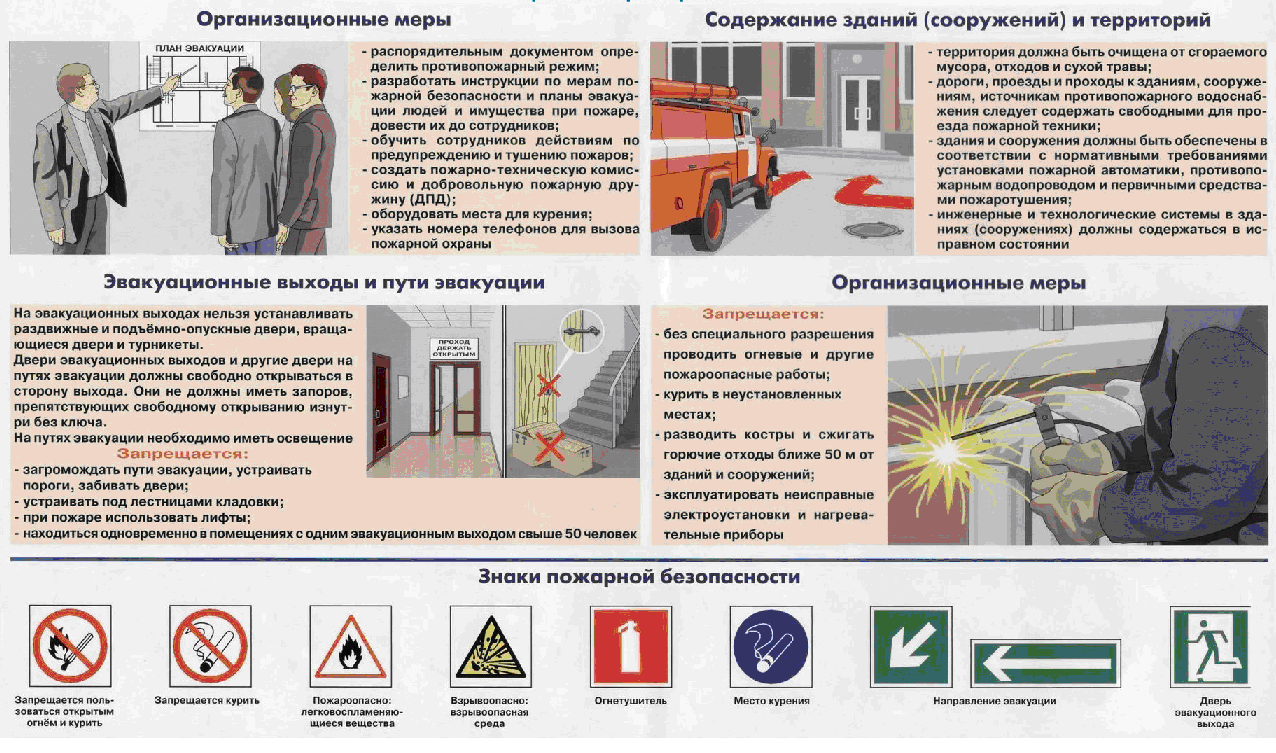 Организационные меры
ПЛАН ЭВАКУАЦИИ
- распорядительным документом опре-
делить противопожарный режим;
- разработать инструкции по мерам по-
жарной безопасности и планы эвакуа-
ции людей и имущества при пожаре,
довести их до сотрудников;
- обучить сотрудников действиям по
предупреждению и тушению пожаров;
- создать пожарно-техническую комис-
сию и добровольную пожарную дру-
жину (ДПД);
- оборудовать места для курения;
- указать номера телефонов для вызова
пожарной охраны
Содержание зданий (сооружений) и территорий
- территория должна быть очищена от сгораемого
мусора, отходов и сухой травы;
- дороги, проезды и проходы к зданиям, сооруже-
ниям, источникам противопожарного водоснаб-
жения следует содержать свободными для про-
езда пожарной техники;
- здания и сооружения должны быть обеспечены в
соответствии с нормативными требованиями
установками пожарной автоматики, противопо-
жарным водопроводом и первичными средства-
ми пожаротушения;
- инженерные и технологические системы в зда-
ниях (сооружениях) должны содержаться в ис-
правном состоянии
Эвакуационные выходы и пути эвакуации
На эвакуационных выходах нельзя устанавливать
раздвижные и подъёмно-опускные двери, враща-
ющиеся двери и турникеты.
Двери эвакуационных выходов и другие двери на
путях эвакуации должны свободно открываться в
сторону выхода. Они не должны иметь запоров,
препятствующих свободному открыванию изнут-
ри без ключа.
На путях эвакуации необходимо иметь освещение
Запрещается:
- загромождать пути эвакуации, устраивать
пороги, забивать двери;
- устраивать под лестницами кладовки;
- при пожаре использовать лифты;
- находиться одновременно в помещениях с одним эвакуационным выходом свыше 50 человек
ПРОХОД
ДЕРЖАТЬ
ОТКРЫТЫМ
Организационные меры
Запрещается:
- без специального разрешения
проводить огневые и другие
пожароопасные работы;
- курить в неустановленных
местах;
- разводить костры и сжигать
горючие отходы ближе 50 м от
зданий и сооружений;
- эксплуатировать неисправные
электроустановки и нагрева-
тельные приборы
Знаки пожарной безопасности
Запрещается поль-
зоваться открытым
огнём и курить
Запрещается курить
Пожароопасно:
легковоспламеняю-
щиеся вещества
Взрывоопасно:
взрывоопасная
среда
Огнетушитель
Место курения
Направление эвакуации
Дверь
эвакуационного
выхода